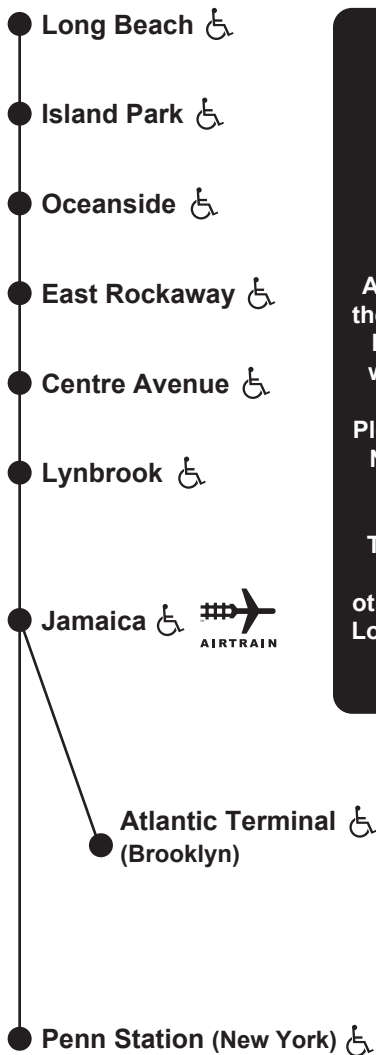 Long Beach
Island Park
Oceanside
East Rockaway
Centre Avenue
Lynbrook
Jamaica
AIRTRAIN
Atlantic Terminal
(Brooklyn)
Penn Station (New York)